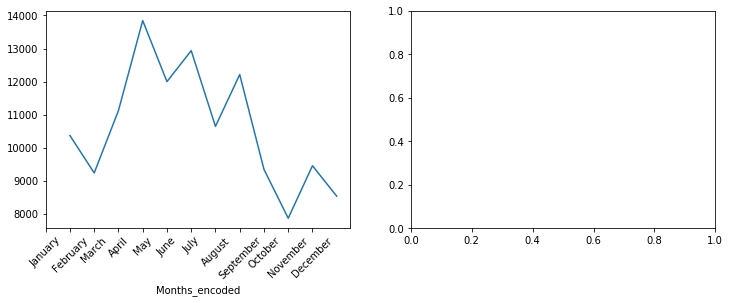 14000
13000
12000
11000
10000
9000
8000
January
February
March
April
May
June
July
August
September
October
November
December
Months_encoded
1.0
0.8
0.6
0.4
0.2
0.0
0.0 0.2 0.4 0.6 0.8 1.0